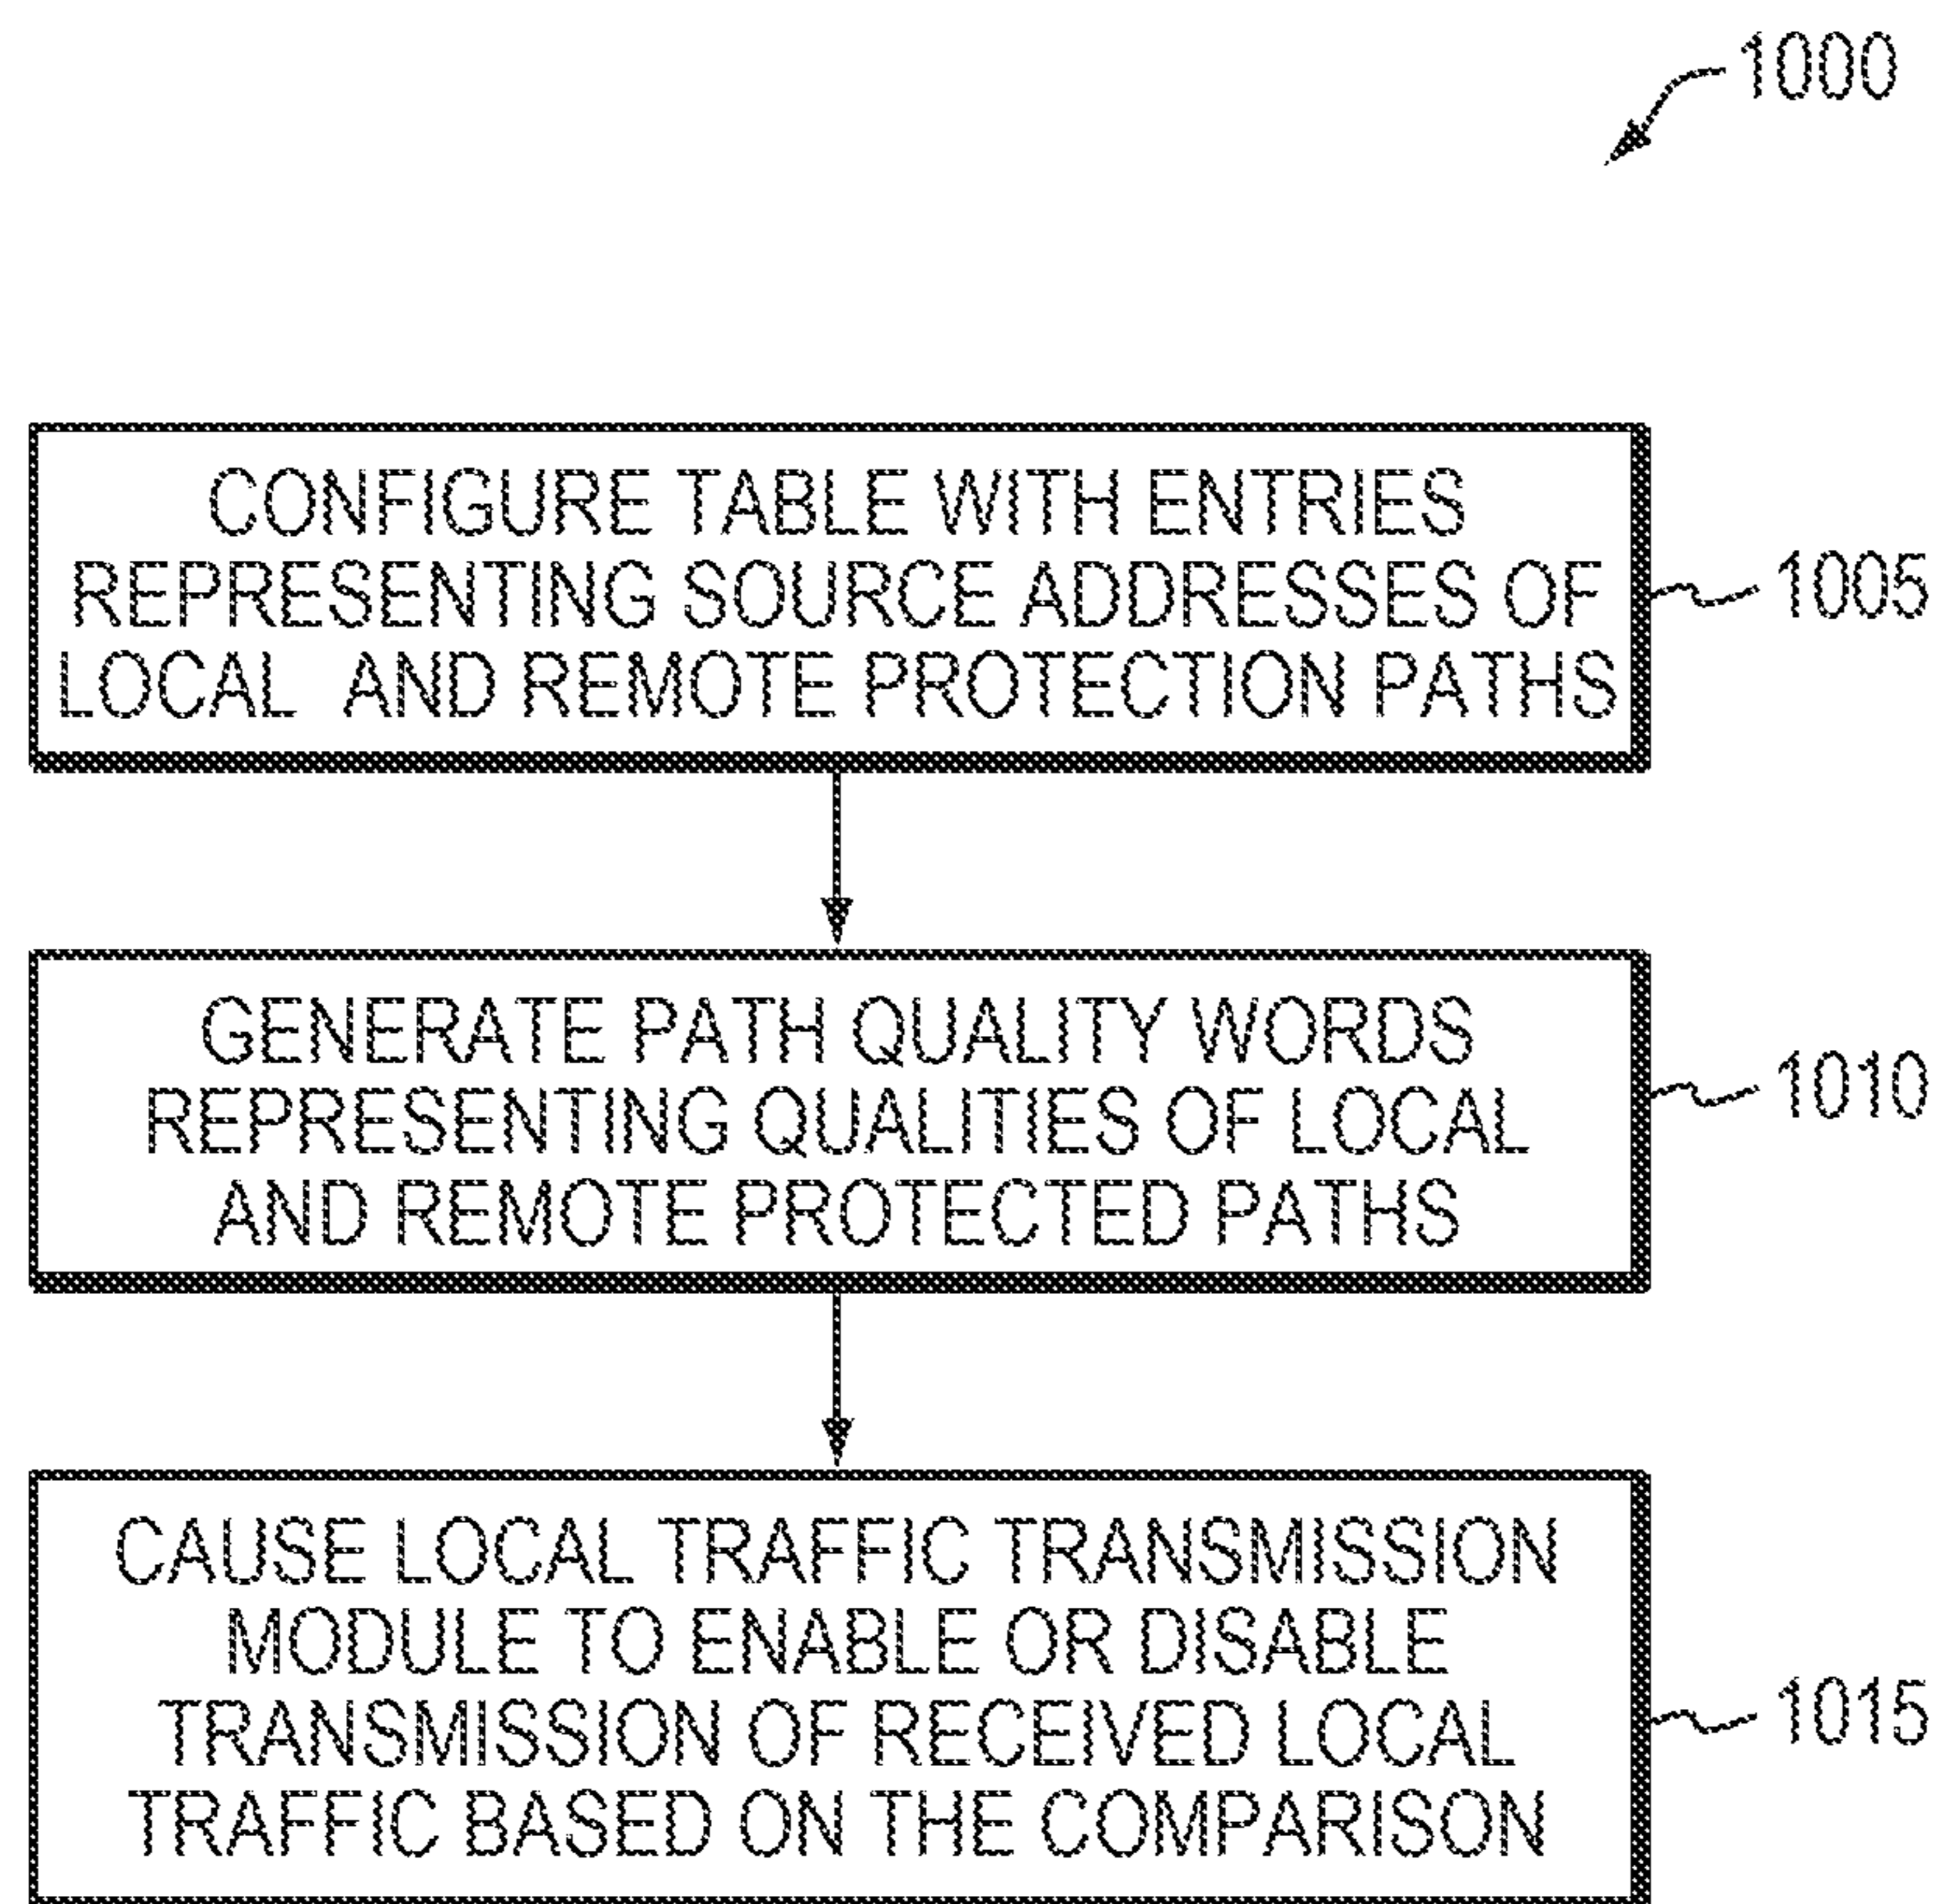 1000
CONFIGURE TABLE WITH ENTRIES
REPRESENTING SOURCE ADDRESSES OF
LOCAL AND REMOTE PROTECTION PATHS
1005
GENERATE PATH QUALITY WORDS
REPRESENTING QUALITIES OF LOCAL
AND REMOTE PROTECTED PATHS
1010
CAUSE LOCAL TRAFFIC TRANSMISSION
MODULE TO ENABLE OR DISABLE
TRANSMISSION OF RECEIVED LOCAL
TRAFFIC BASED ON THE COMPARISON
1015